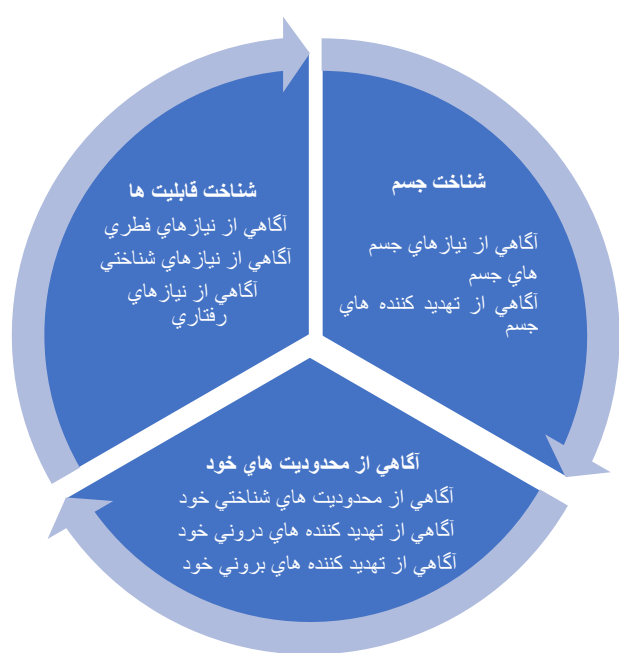 شناخت جسم
آگاهي از نيازهاي جسم
هاي جسم
آگاهي از تهديد كننده هاي
جسم
آگاهي از محدوديت هاي خود
آگاهي از محدوديت هاي شناختي خود
آگاهي از تهديد كننده هاي دروني خود
آگاهي از تهديد كننده هاي بروني خود
شناخت قابليت ها
آگاهي از نيازهاي فطري
آگاهي از نيازهاي شناختي
آگاهي از نيازهاي
رفتاري